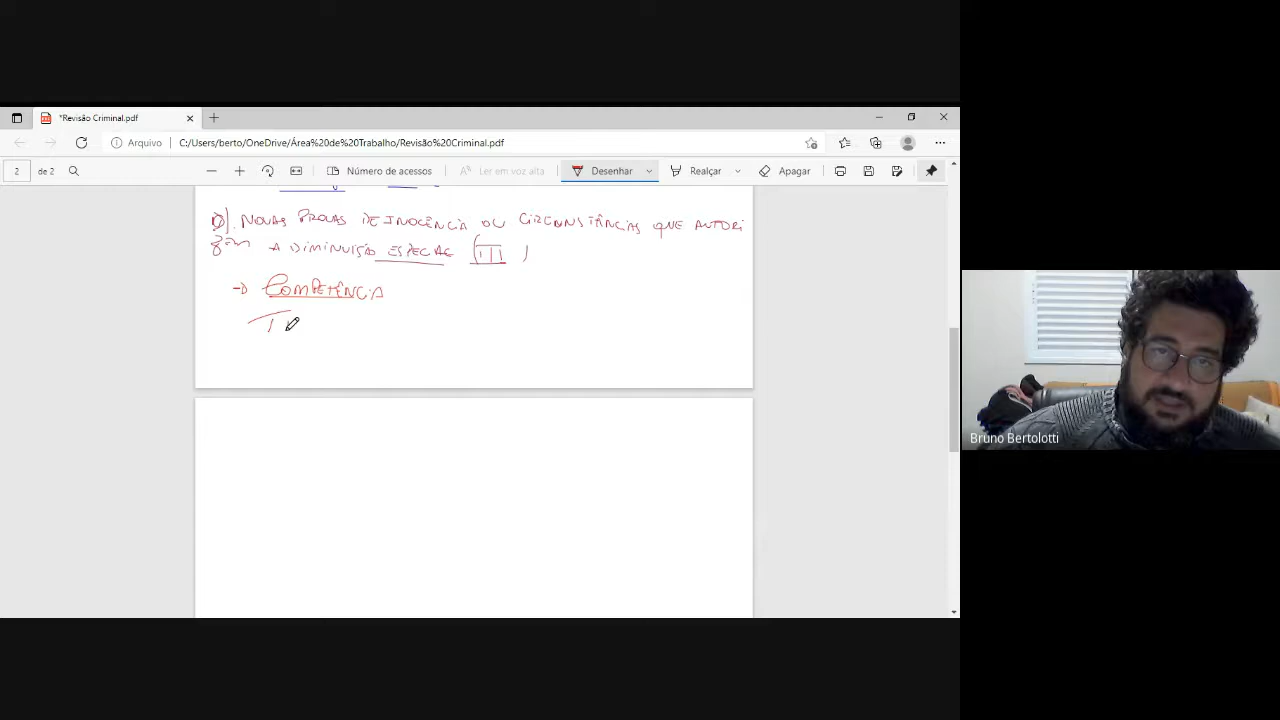 *Revisão Criminal.pdf
Arquivo C:/Users/berto/OneDrive/Área%20de%20Trabalho/Revisão%20Criminal.pdf
2 de 2 Número de acessos Ler em voz alta Desenhar Realçar Apagar
D). NOVAS PROVAS DE INOCÊNCIA OU CIRCUNSTÂNCIAS QUE AUTORI
ZEM A DIMINUIÇÃO ESPECIAL (III)
→ COMPETÊNCIA
T
Bruno Bertolotti